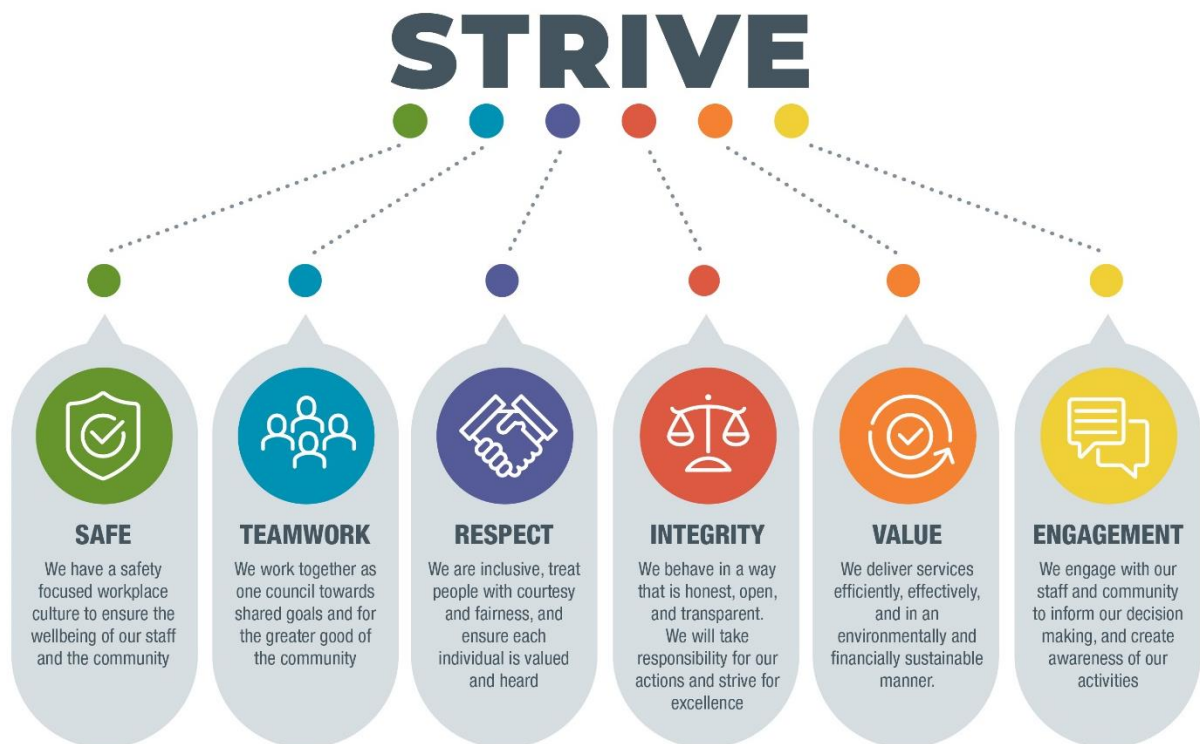 STRIVE
SAFE
We have a safety
focused workplace
culture to ensure the
wellbeing of our staff
and the community
TEAMWORK
We work together as
one council towards
shared goals and for
the greater good of
the community
RESPECT
We are inclusive, treat
people with courtesy
and fairness, and
ensure each
individual is valued
and heard
INTEGRITY
We behave in a way
that is honest, open,
and transparent.
We will take
responsibility for our
actions and strive for
excellence
VALUE
We deliver services
efficiently, effectively,
and in an
environmentally and
financially sustainable
manner.
ENGAGEMENT
We engage with our
staff and community
to inform our decision
making, and create
awareness of our
activities